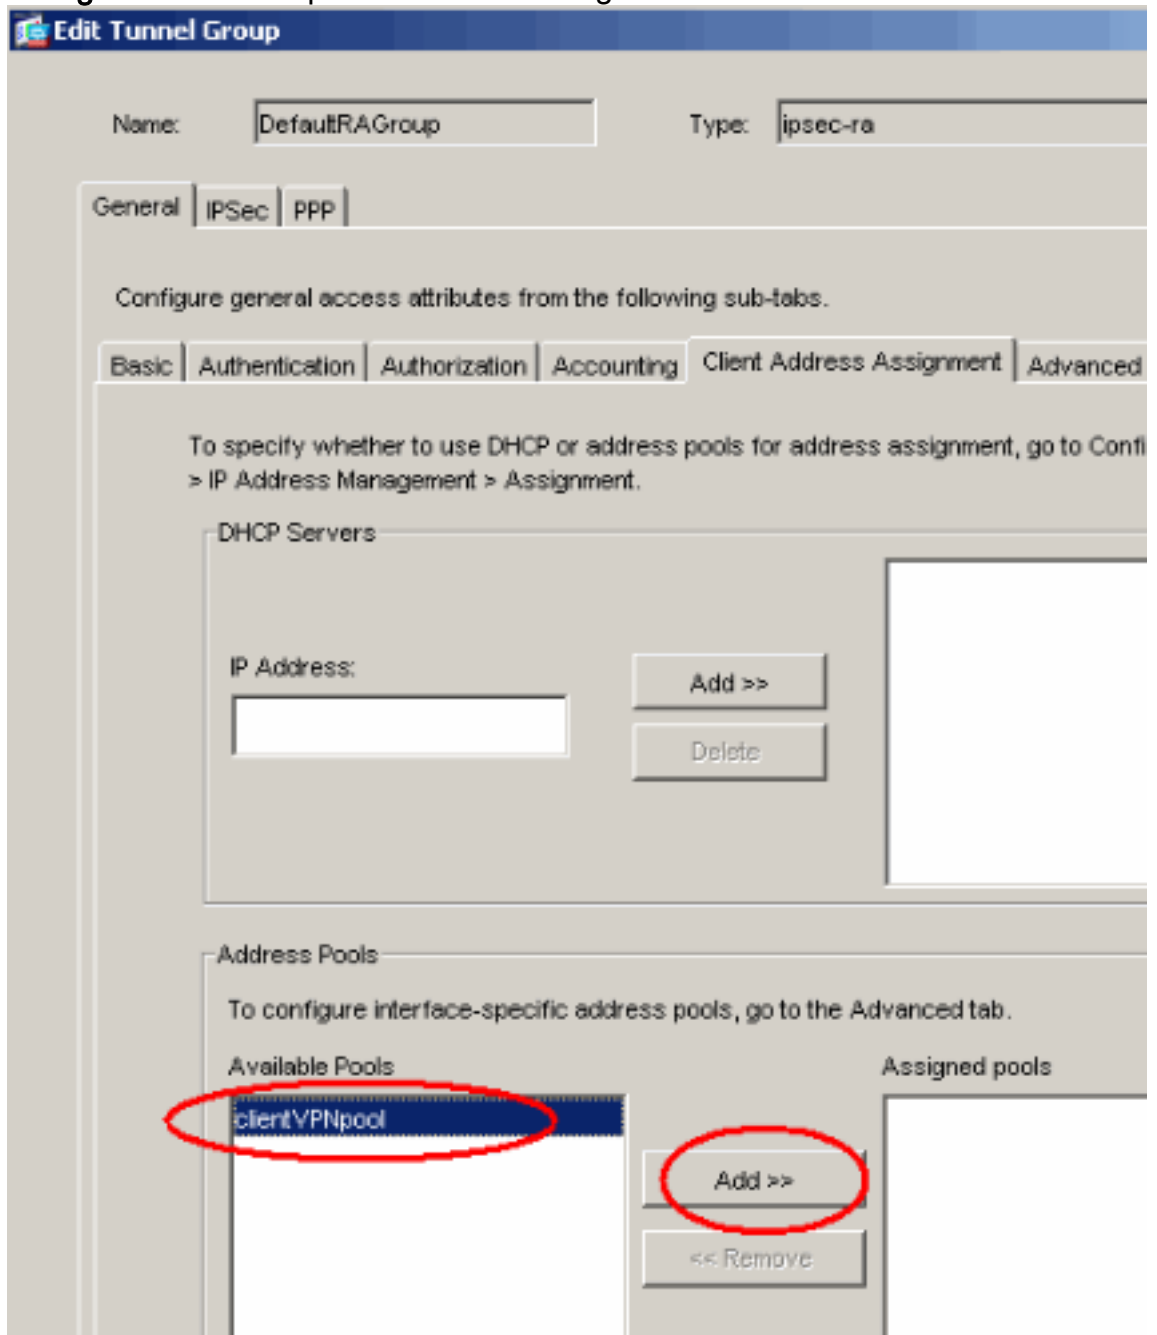 Edit Tunnel Group
Name: DefaultRAGroup Type: ipsec-ra
General IPSec PPP
Configure general access attributes from the following sub-tabs.
Basic Authentication Authorization Accounting Client Address Assignment Advanced
To specify whether to use DHCP or address pools for address assignment, go to Confi
> IP Address Management > Assignment.
DHCP Servers
IP Address:
Add >>
Delete
Address Pools
To configure interface-specific address pools, go to the Advanced tab.
Available Pools Assigned pools
clientVPNpool
Add >>
<< Remove